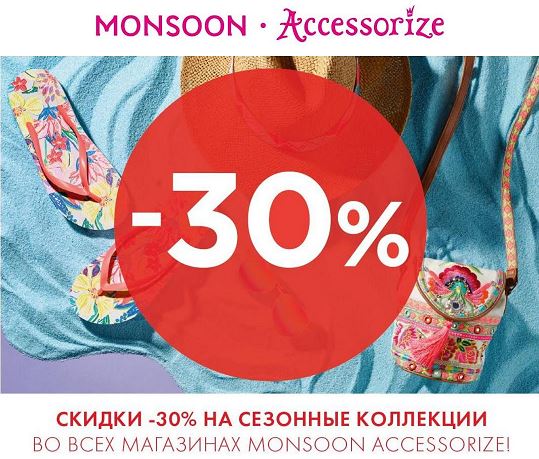 MONSOON · Accessorize
-30%
СКИДКИ -30% НА СЕЗОННЫЕ КОЛЛЕКЦИИ
ВО ВСЕХ МАГАЗИНАХ MONSOON ACCESSORIZE!